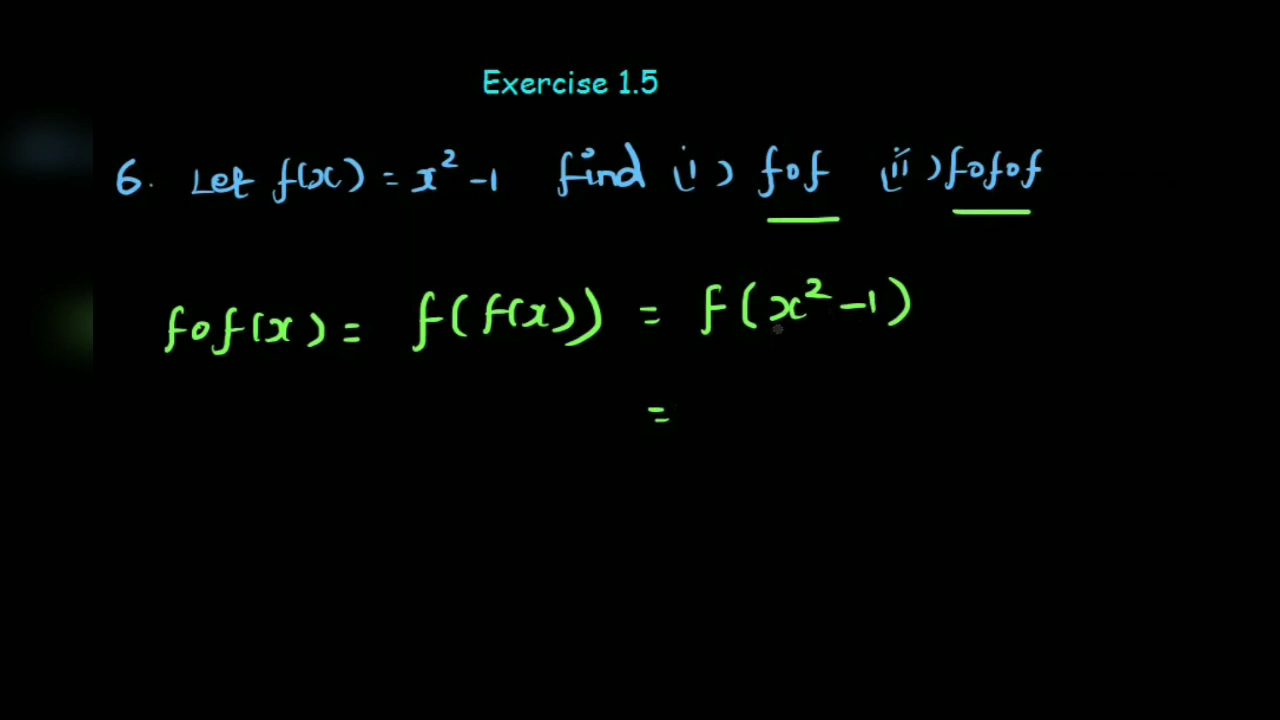 Exercise 1.5
6. Let f(x) = x² -1 find (i) fof (ii) fofof
fof(x) = f(f(x)) = f(x² -1)
=